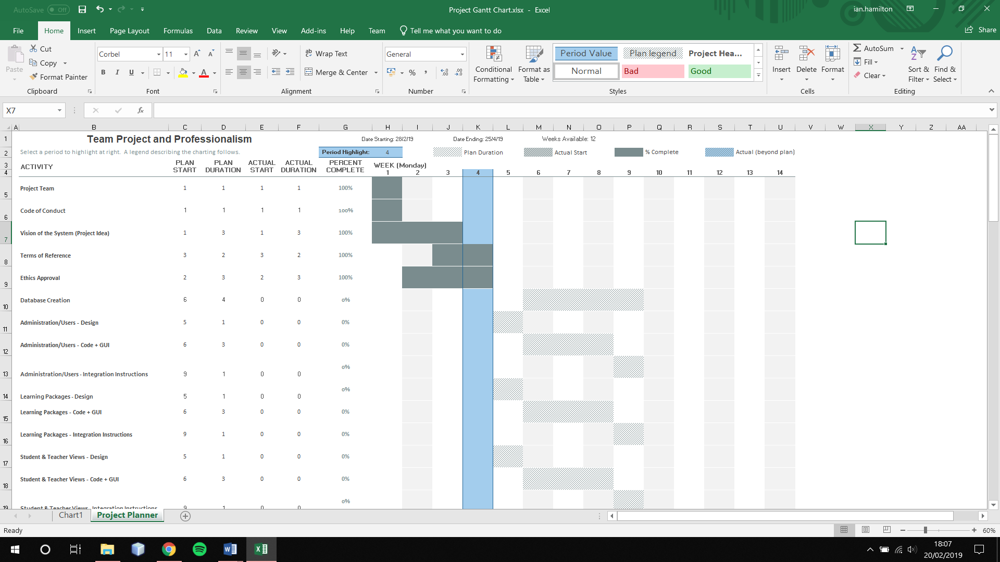 AutoSave Off
Project Gantt Chart.xlsx - Excel
ian.hamilton
File Home Insert Page Layout Formulas Data Review View Add-ins Help Team Tell me what you want to do Share
Paste
Cut
Copy
Format Painter
Clipboard
Corbel 11
B I U A
Font
Wrap Text
Merge & Center
Alignment
General
Number
Conditional Formatting
Format as Table
Period Value Plan legend Project Hea...
Normal Bad Good
Styles
Insert Delete Format
Cells
AutoSum
Fill
Clear
Sort & Filter
Find & Select
Editing
X7 fx
A B C D E F G H I J K L M N O P Q R S T U V W X Y Z AA
1 Team Project and Professionalism Date Starting: 28/2/19 Date Ending: 25/4/19 Weeks Available: 12
2 Select a period to highlight at right. A legend describing the charting follows. Period Highlight: 4 Plan Duration Actual Start % Complete Actual (beyond plan)
3 ACTIVITY PLAN START PLAN DURATION ACTUAL START ACTUAL DURATION PERCENT COMPLETE WEEK (Monday)
4 1 2 3 4 5 6 7 8 9 10 11 12 13 14
5 Project Team 1 1 1 1 100%
6 Code of Conduct 1 1 1 1 100%
7 Vision of the System (Project Idea) 1 3 1 3 100%
8 Terms of Reference 3 2 3 2 100%
9 Ethics Approval 2 3 2 3 100%
10 Database Creation 6 4 0 0 0%
11 Administration/Users - Design 5 1 0 0 0%
12 Administration/Users - Code + GUI 6 3 0 0 0%
13 Administration/Users - Integration Instructions 9 1 0 0 0%
14 Learning Packages - Design 5 1 0 0 0%
15 Learning Packages - Code + GUI 6 3 0 0 0%
16 Learning Packages - Integration Instructions 9 1 0 0 0%
17 Student & Teacher Views - Design 5 1 0 0 0%
18 Student & Teacher Views - Code + GUI 6 3 0 0 0%
19 Student & Teacher Views - Integration Instructions 9 1 0 0 0%
Chart1 Project Planner
Ready 60%
18:07
20/02/2019